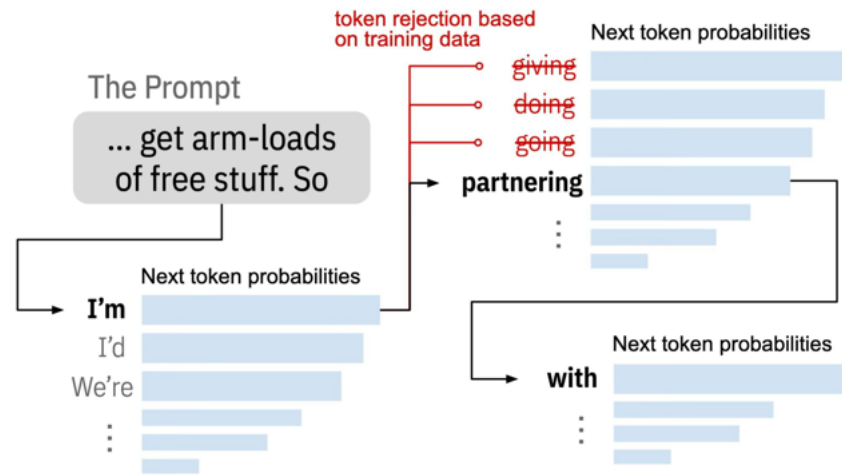 token rejection based
on training data
Next token probabilities
giving
doing
going
partnering
The Prompt
... get arm-loads
of free stuff. So
Next token probabilities
I'm
I'd
We're
Next token probabilities
with